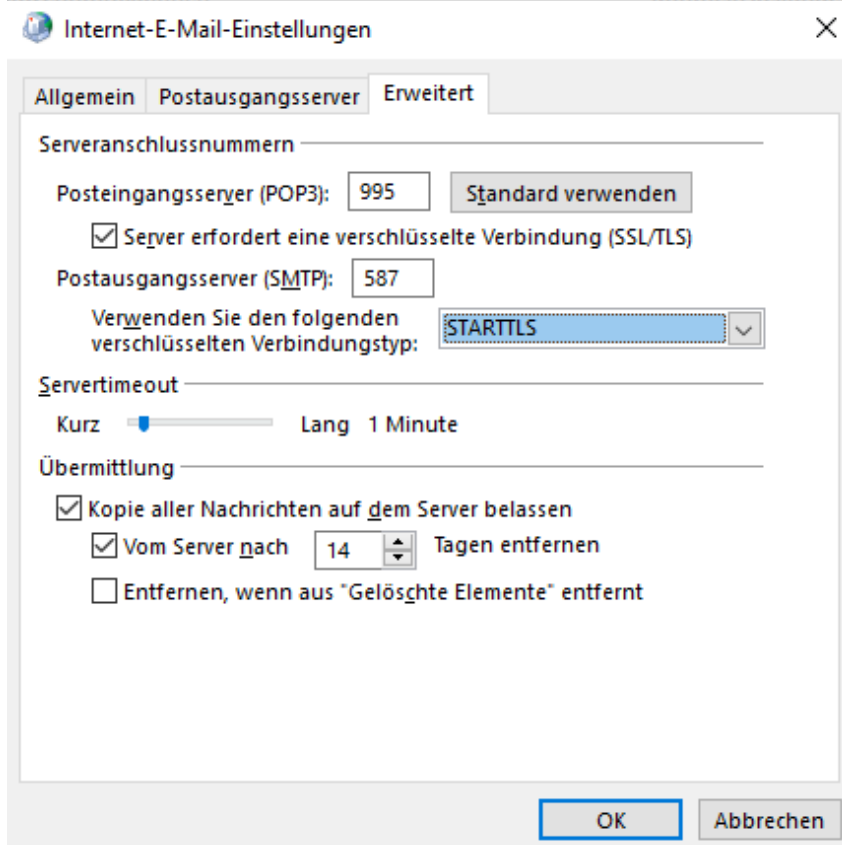 Internet-E-Mail-Einstellungen
Allgemein Postausgangsserver Erweitert
Serveranschlussnummern
Posteingangsserver (POP3): 995 Standard verwenden
Server erfordert eine verschlüsselte Verbindung (SSL/TLS)
Postausgangsserver (SMTP): 587
Verwenden Sie den folgenden
verschlüsselten Verbindungstyp: STARTTLS
Servertimeout
Kurz Lang 1 Minute
Übermittlung
Kopie aller Nachrichten auf dem Server belassen
Vom Server nach 14 Tagen entfernen
Entfernen, wenn aus "Gelöschte Elemente" entfernt
OK Abbrechen